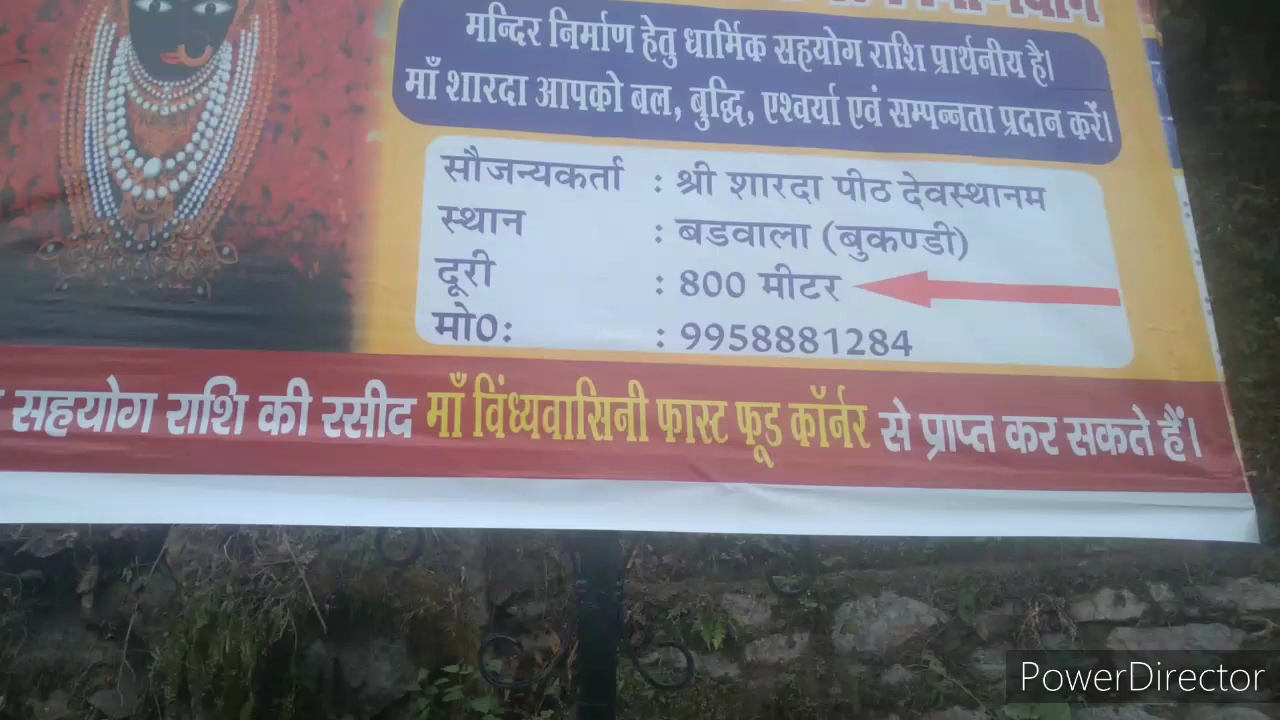 मन्दिर निर्माण हेतु धार्मिक सहयोग राशि प्रार्थनीय है।
माँ शारदा आपको बल, बुद्धि, एश्वर्या एवं सम्पन्नता प्रदान करें।
सौजन्यकर्ता : श्री शारदा पीठ देवस्थानम
स्थान : बडवाला (बुकण्डी)
दूरी : 800 मीटर
मो0: : 9958881284
सहयोग राशि की रसीद माँ विंध्यवासिनी फास्ट फूड कॉर्नर से प्राप्त कर सकते हैं।
PowerDirector